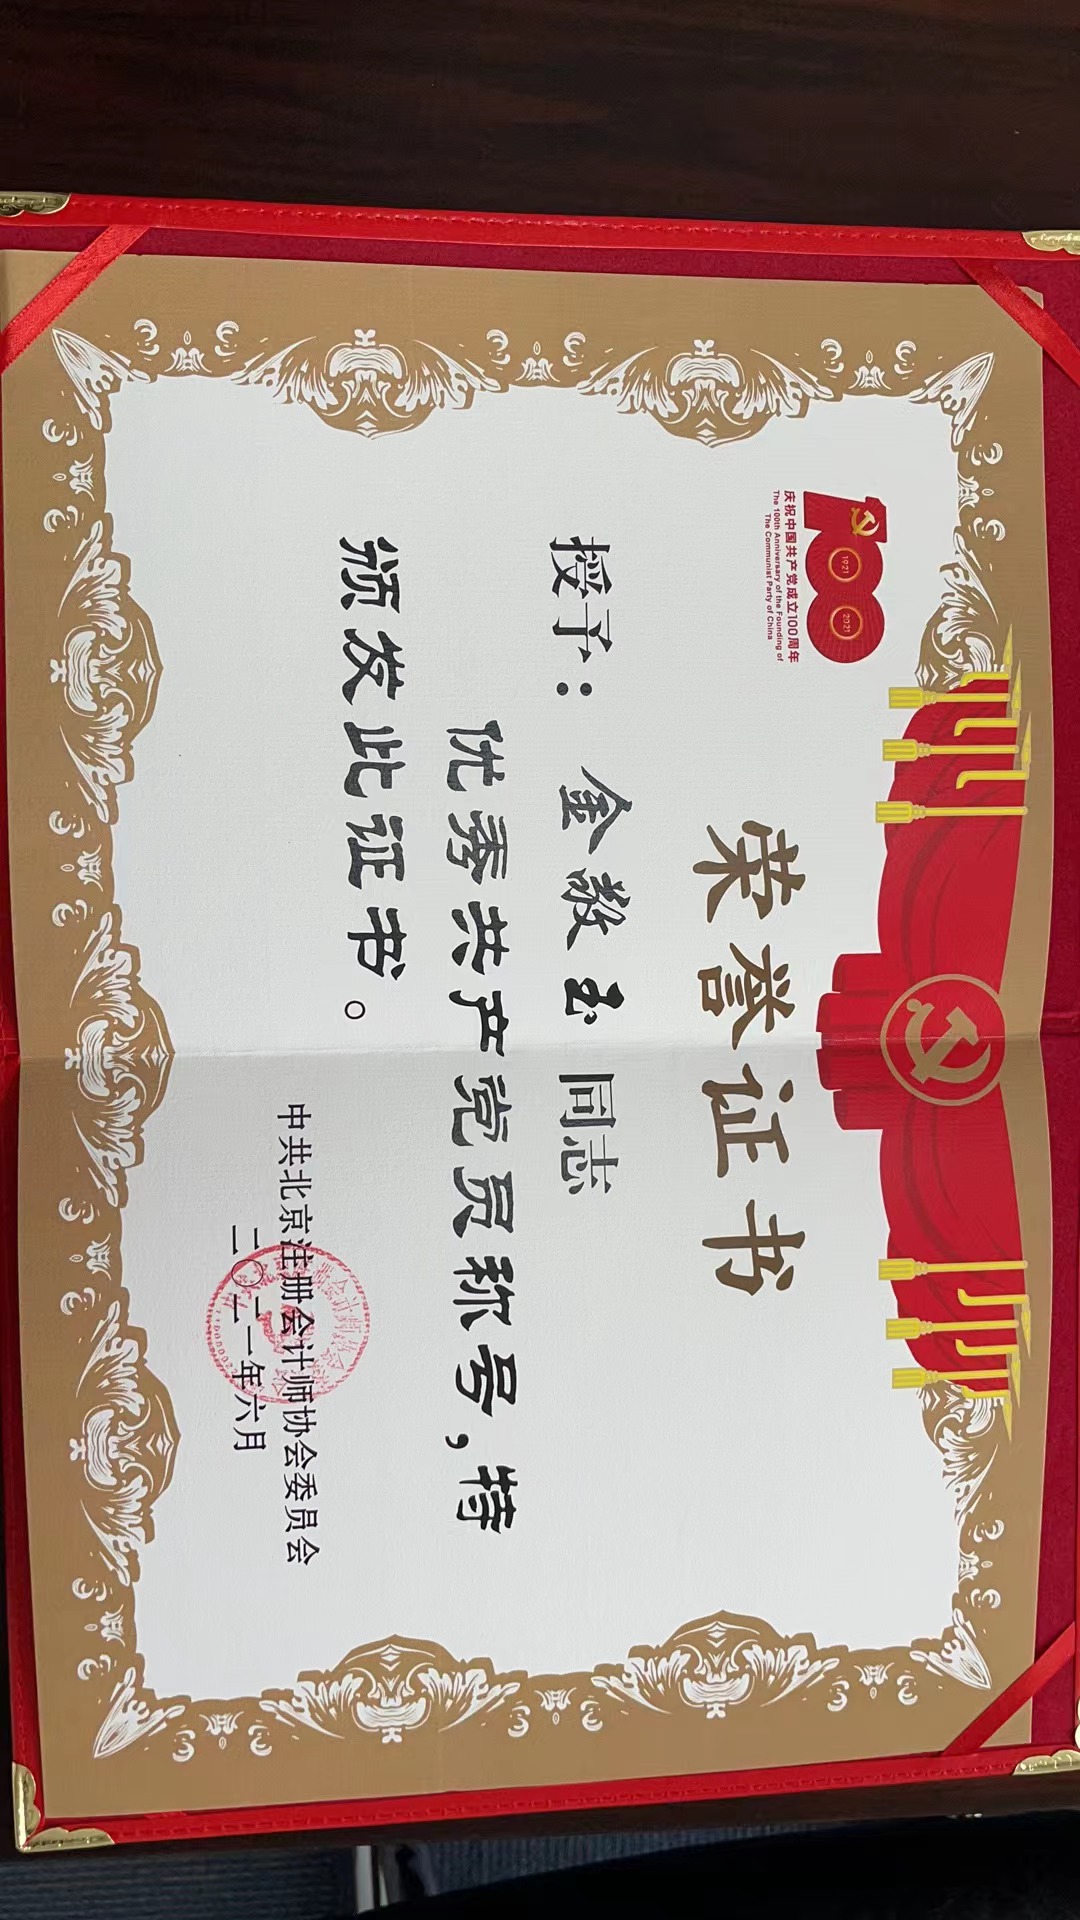 1921
2021
庆祝中国共产党成立100周年
The 100th Anniversary of the Founding of
The Communist Party of China
荣誉证书
授予：金敬玉同志
优秀共产党员称号，特
颁发此证书。
中共北京注册会计师协会委员会
二〇二一年六月